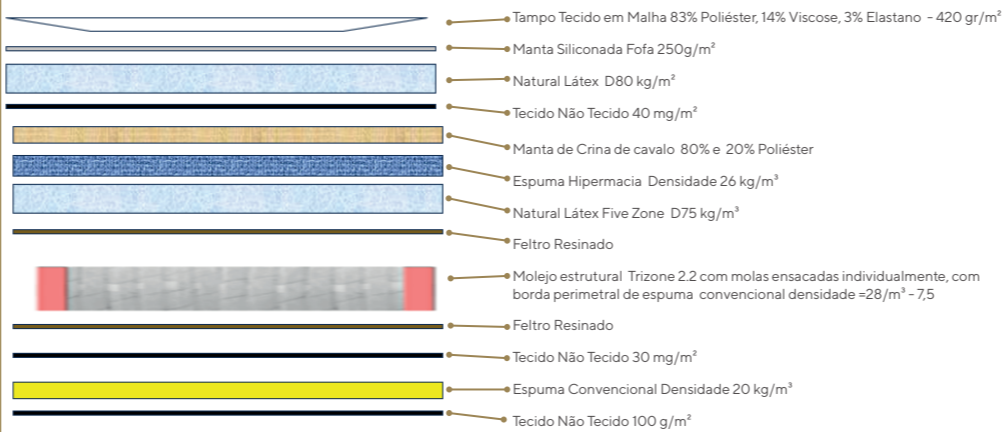 Tampo Tecido em Malha 83% Poliéster, 14% Viscose, 3% Elastano - 420 gr/m²
Manta Siliconada Fofa 250g/m²
Natural Látex D80 kg/m²
Tecido Não Tecido 40 mg/m²
Manta de Crina de cavalo 80% e 20% Poliéster
Espuma Hipermacia Densidade 26 kg/m³
Natural Látex Five Zone D75 kg/m³
Feltro Resinado
Molejo estrutural Trizone 2.2 com molas ensacadas individualmente, com
borda perimetral de espuma convencional densidade =28/m³ - 7,5
Feltro Resinado
Tecido Não Tecido 30 mg/m²
Espuma Convencional Densidade 20 kg/m³
Tecido Não Tecido 100 g/m²